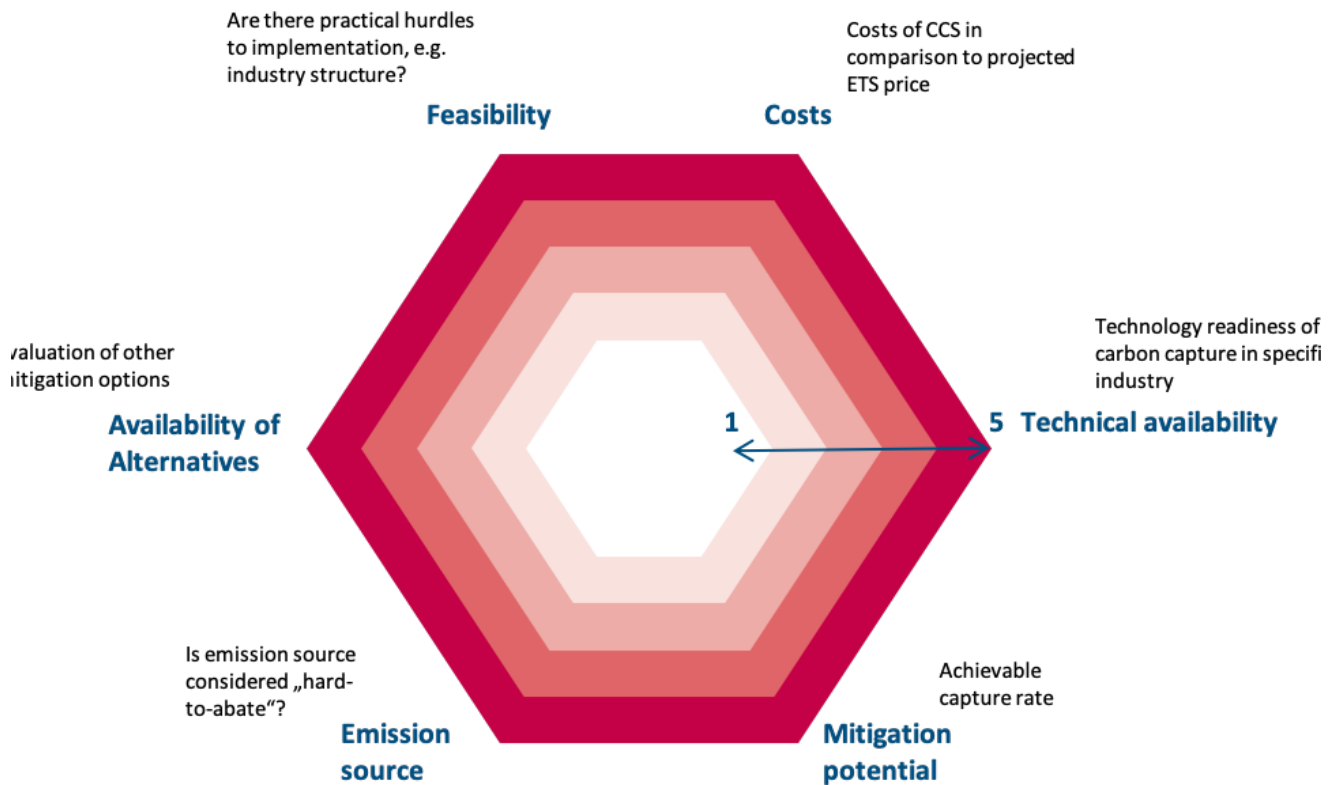 Are there practical hurdles
to implementation, e.g.
industry structure?
Feasibility
Costs of CCS in
comparison to projected
ETS price
Costs
valuation of other
nitigation options
Availability of
Alternatives
1
5
Technology readiness of
carbon capture in specifi
industry
Technical availability
Is emission source
considered „hard-
to-abate“?
Emission
source
Achievable
capture rate
Mitigation
potential